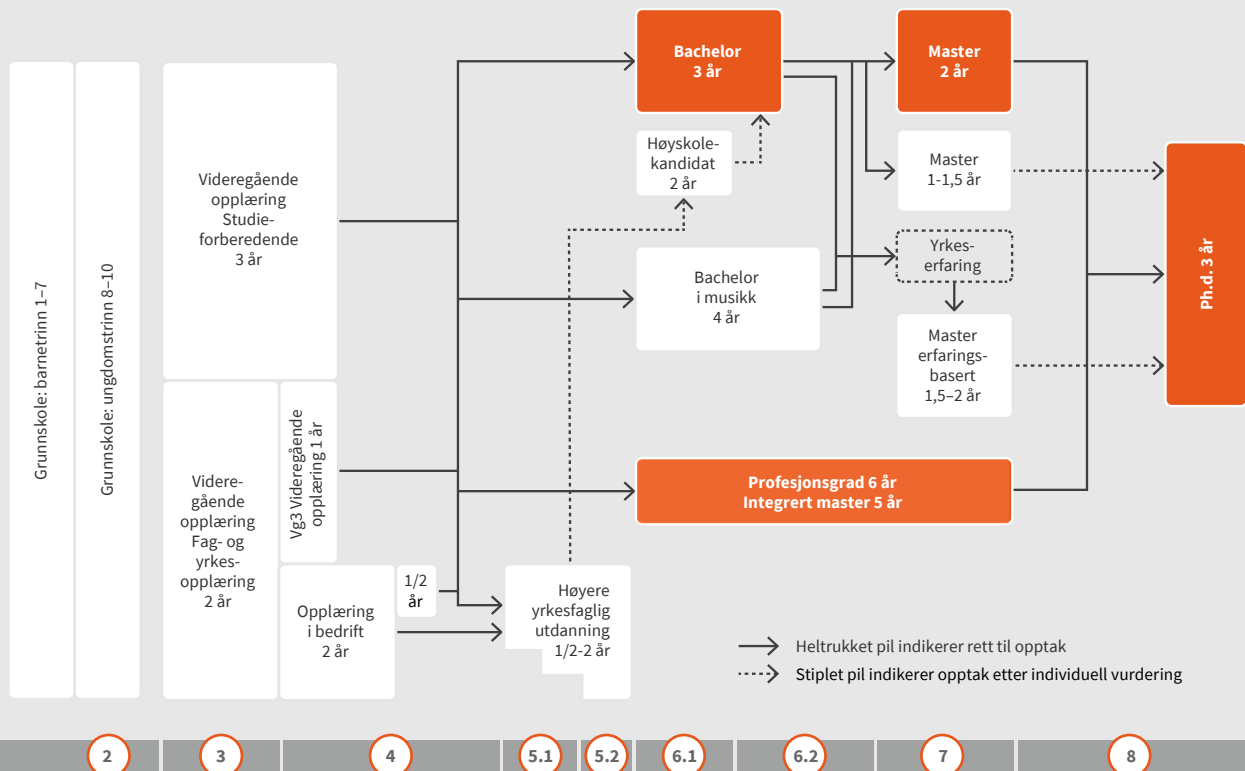 Grunnskole: barnetrinn 1–7
Grunnskole: ungdomstrinn 8–10
Videregående
opplæring
Studie-
forberedende
3 år
Videre-
gående
opplæring
Fag- og
yrkes-
opplæring
2 år
Vg3 Videregående
opplæring 1 år
Opplæring
i bedrift
2 år
1/2
år
Høyere
yrkesfaglig
utdanning
1/2-2 år
Bachelor
3 år
Høyskole-
kandidat
2 år
Bachelor
i musikk
4 år
Master
2 år
Master
1-1,5 år
Yrkes-
erfaring
Master
erfarings-
basert
1,5–2 år
Profesjonsgrad 6 år
Integrert master 5 år
Ph.d. 3 år
Heltrukket pil indikerer rett til opptak
Stiplet pil indikerer opptak etter individuell vurdering
2
3
4
5.1
5.2
6.1
6.2
7
8